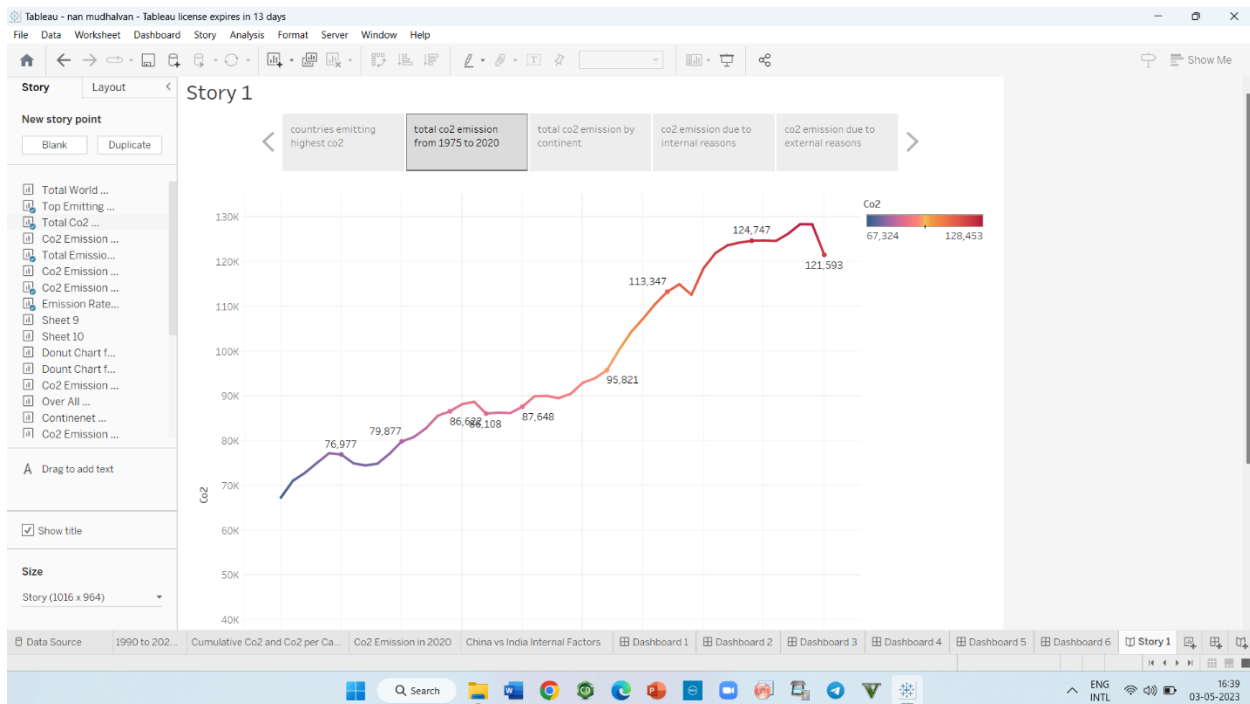 Tableau - nan mudhalvan - Tableau license expires in 13 days
File Data Worksheet Dashboard Story Analysis Format Server Window Help
Show Me
Story Layout
New story point
Blank Duplicate
Total World ...
Top Emitting ...
Total Co2 ...
Co2 Emission ...
Total Emissio...
Co2 Emission ...
Co2 Emission ...
Emission Rate...
Sheet 9
Sheet 10
Donut Chart f...
Dount Chart f...
Co2 Emission ...
Over All ...
Continenet ...
Co2 Emission ...
A Drag to add text
Show title
Size
Story (1016 x 964)
Story 1
countries emitting
highest co2
total co2 emission
from 1975 to 2020
total co2 emission by
continent
co2 emission due to
internal reasons
co2 emission due to
external reasons
130K
120K
110K
100K
90K
80K
70K
60K
50K
40K
Co2
76,977
79,877
86,622
86,108
87,648
95,821
113,347
124,747
121,593
Co2
67,324 128,453
Data Source 1990 to 202... Cumulative Co2 and Co2 per Ca... Co2 Emission in 2020 China vs India Internal Factors Dashboard 1 Dashboard 2 Dashboard 3 Dashboard 4 Dashboard 5 Dashboard 6 Story 1
Search
ENG
INTL
16:39
03-05-2023